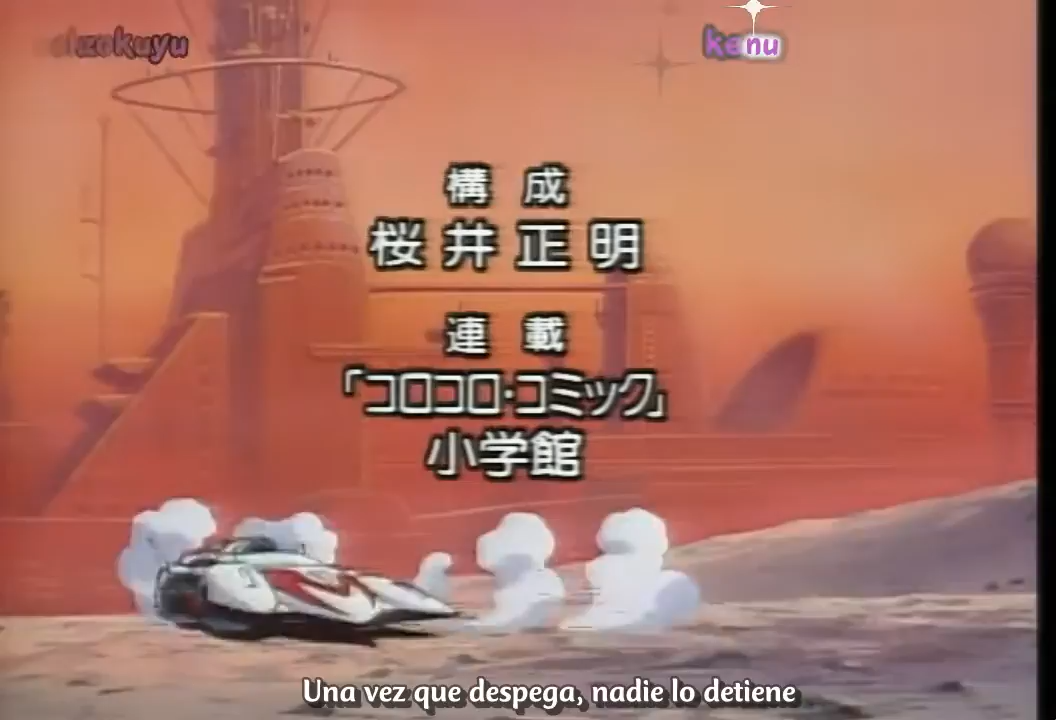 zokuyu kanu
構成
桜井正明
連載
「コロコロ・コミック」
小学館
Una vez que despega, nadie lo detiene